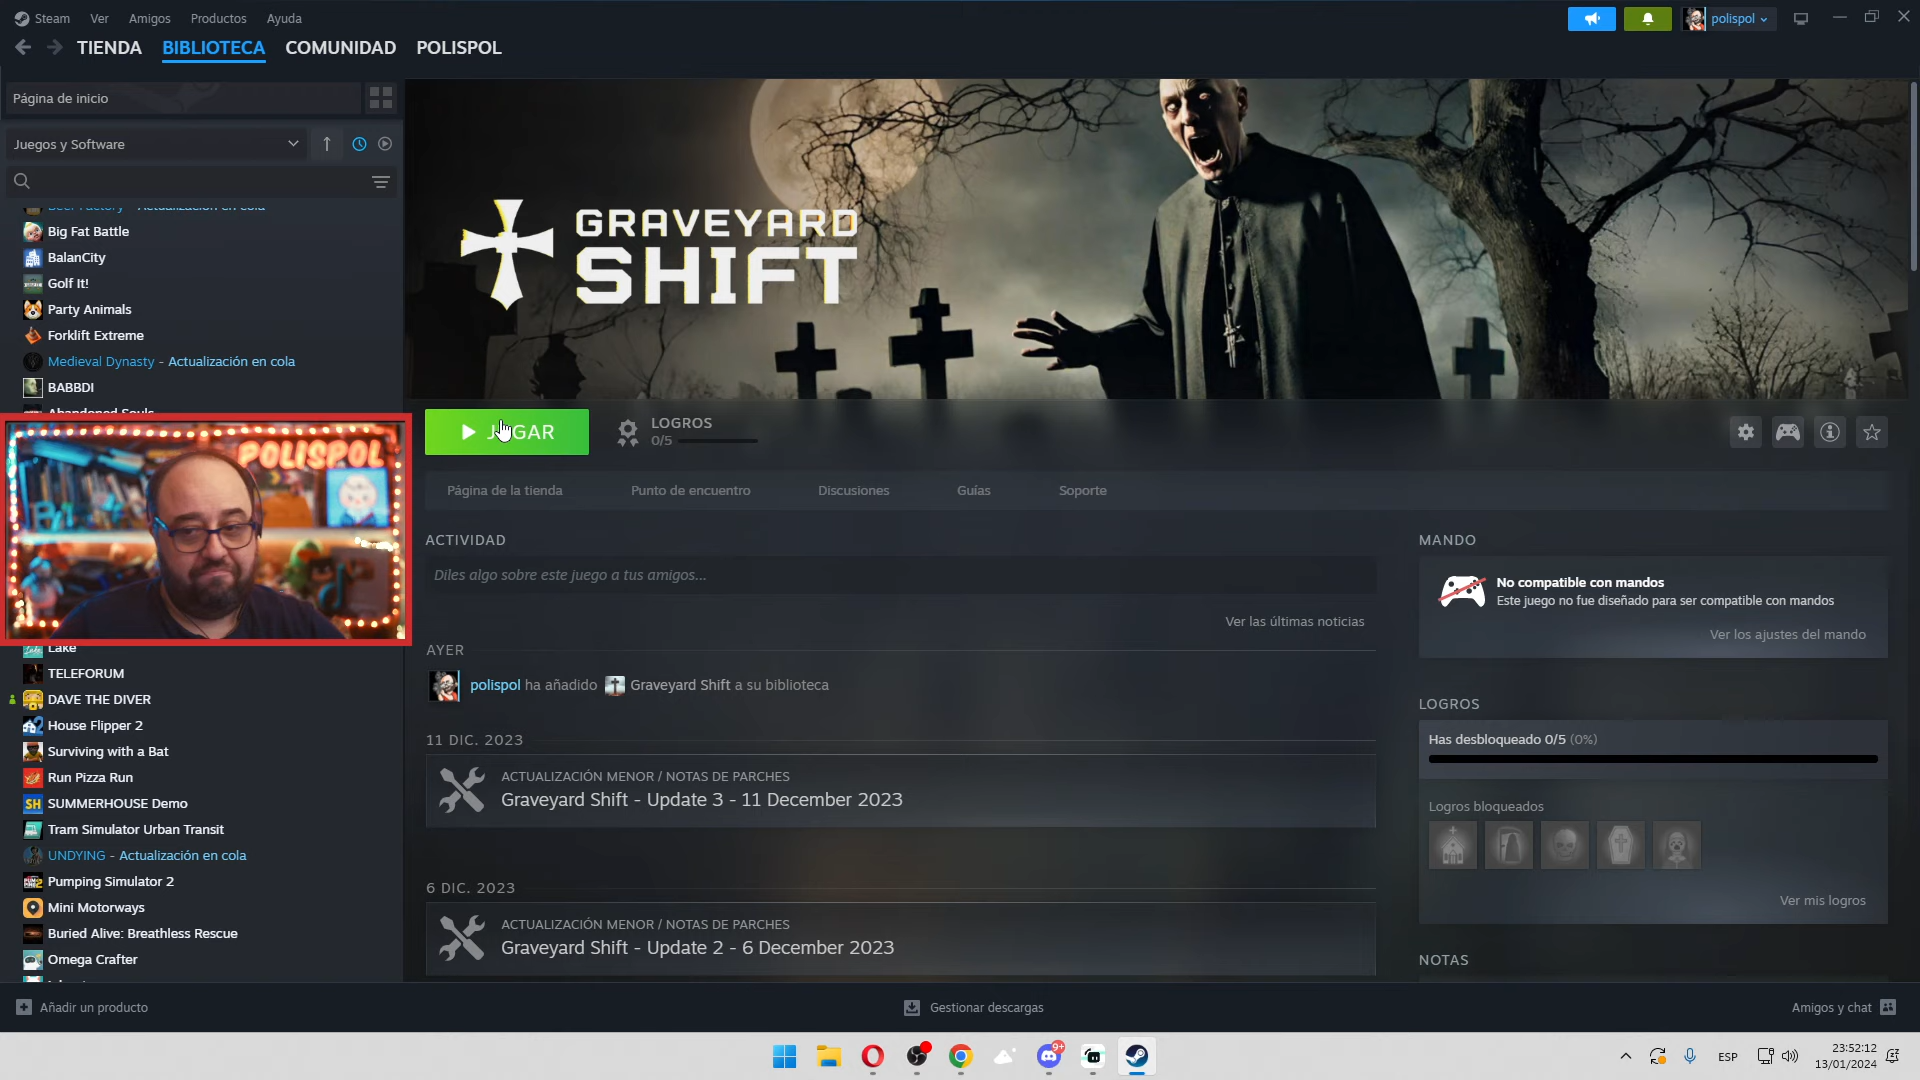 Steam Ver Amigos Productos Ayuda
polispol
TIENDA BIBLIOTECA COMUNIDAD POLISPOL
Página de inicio
Juegos y Software
Big Fat Battle
BalanCity
Golf It!
Party Animals
Forklift Extreme
Medieval Dynasty - Actualización en cola
BABBDI
POLISPOL
Lake
TELEFORUM
DAVE THE DIVER
House Flipper 2
Surviving with a Bat
Run Pizza Run
SH SUMMERHOUSE Demo
Tram Simulator Urban Transit
UNDYING - Actualización en cola
Pumping Simulator 2
Mini Motorways
Buried Alive: Breathless Rescue
Omega Crafter
GRAVEYARD
SHIFT
JUGAR
LOGROS
0/5
Página de la tienda Punto de encuentro Discusiones Guías Soporte
ACTIVIDAD
Diles algo sobre este juego a tus amigos...
Ver las últimas noticias
AYER
polispol ha añadido Graveyard Shift a su biblioteca
11 DIC. 2023
ACTUALIZACIÓN MENOR / NOTAS DE PARCHES
Graveyard Shift - Update 3 - 11 December 2023
6 DIC. 2023
ACTUALIZACIÓN MENOR / NOTAS DE PARCHES
Graveyard Shift - Update 2 - 6 December 2023
MANDO
No compatible con mandos
Este juego no fue diseñado para ser compatible con mandos
Ver los ajustes del mando
LOGROS
Has desbloqueado 0/5 (0%)
Logros bloqueados
Ver mis logros
NOTAS
Añadir un producto
Gestionar descargas
Amigos y chat
9+
ESP
23:52:12
13/01/2024